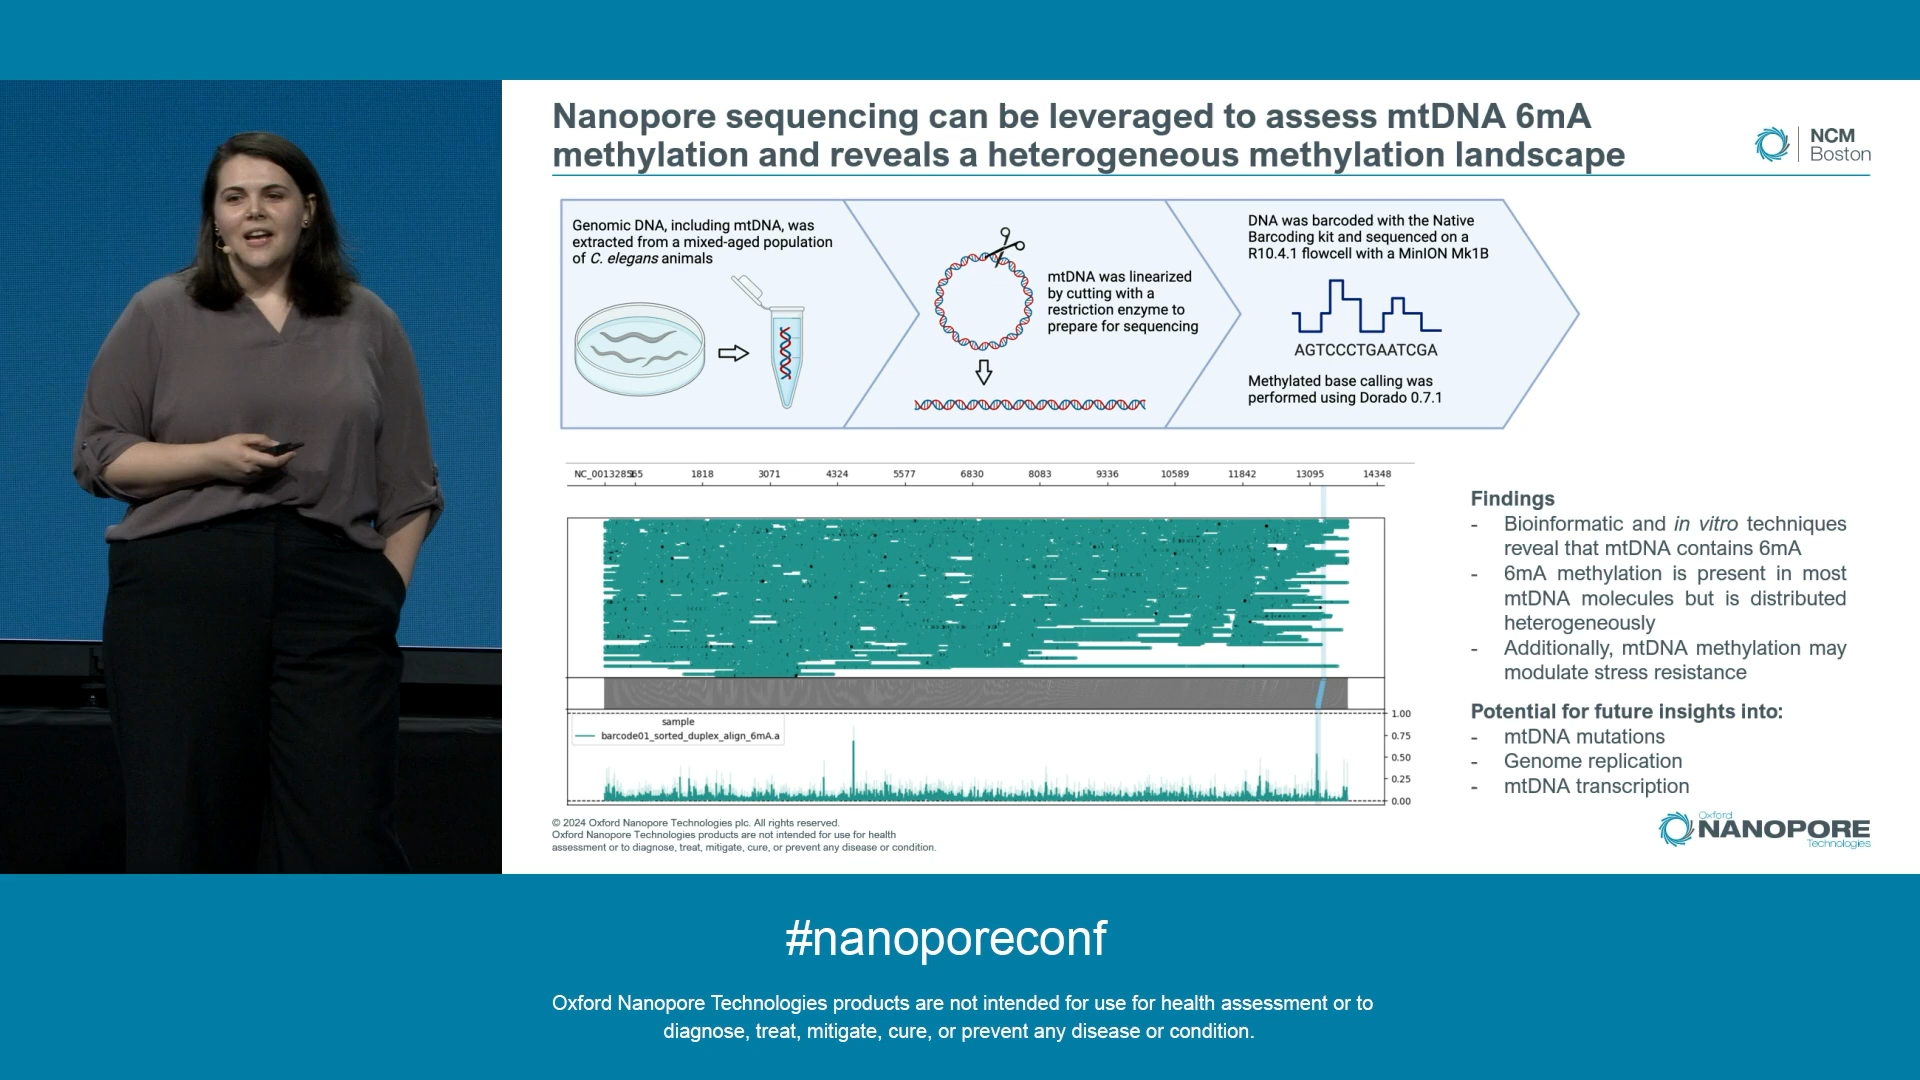 Nanopore sequencing can be leveraged to assess mtDNA 6mA
methylation and reveals a heterogeneous methylation landscape
NCM
Boston
Genomic DNA, including mtDNA, was
extracted from a mixed-aged population
of C. elegans animals
mtDNA was linearized
by cutting with a
restriction enzyme to
prepare for sequencing
DNA was barcoded with the Native
Barcoding kit and sequenced on a
R10.4.1 flowcell with a MinION Mk1B
AGTCCCTGAATCGA
Methylated base calling was
performed using Dorado 0.7.1
1818 3071 4324 5577 6830 8083 9336 10589 11842 13095 14348
sample
barcode01_sorted_duplex_align_6mA.a
1.00
0.75
0.50
0.25
0.00
Findings
- Bioinformatic and in vitro techniques
reveal that mtDNA contains 6mA
- 6mA methylation is present in most
mtDNA molecules but is distributed
heterogeneously
- Additionally, mtDNA methylation may
modulate stress resistance
Potential for future insights into:
- mtDNA mutations
- Genome replication
- mtDNA transcription
© 2024 Oxford Nanopore Technologies plc. All rights reserved.
Oxford Nanopore Technologies products are not intended for use for health
assessment or to diagnose, treat, mitigate, cure, or prevent any disease or condition.
Oxford
NANOPORE
Technologies
#nanoporeconf
Oxford Nanopore Technologies products are not intended for use for health assessment or to
diagnose, treat, mitigate, cure, or prevent any disease or condition.